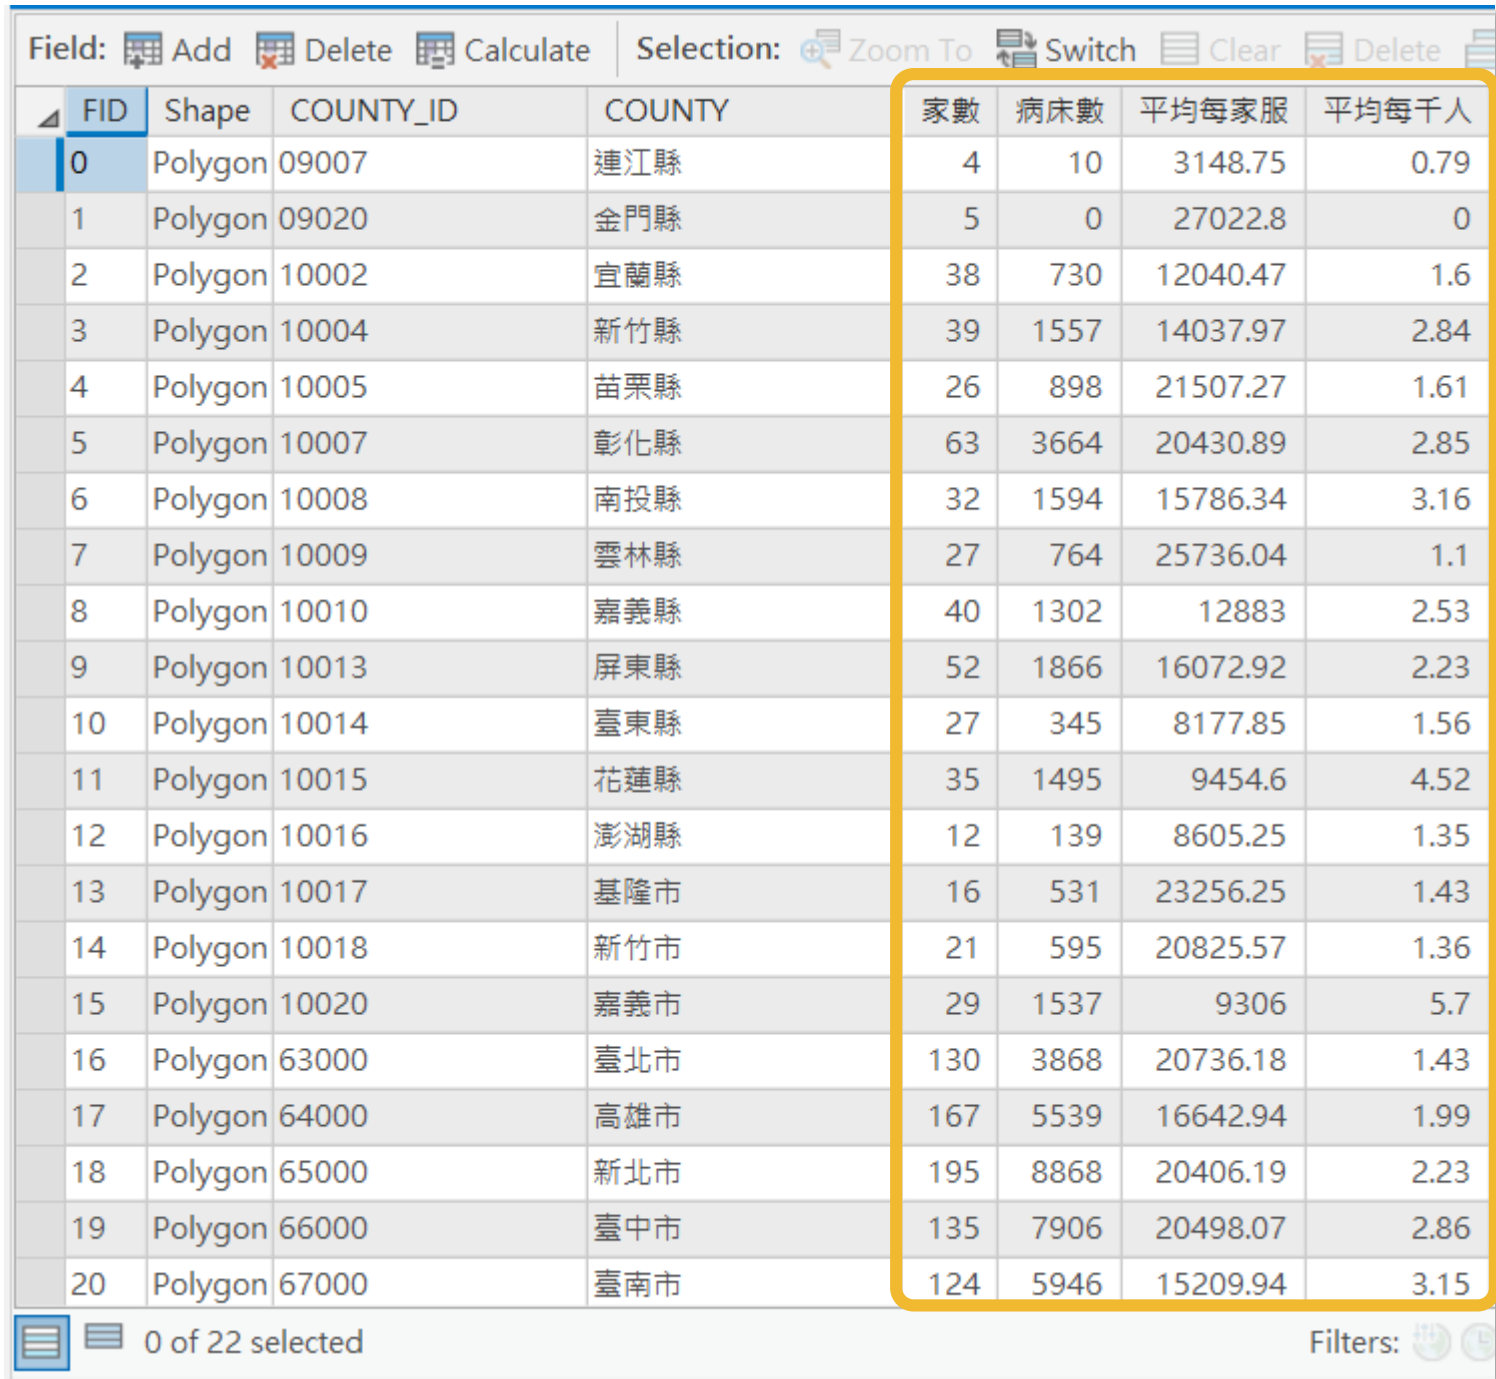 Field: Add Delete Calculate Selection: Zoom To Switch Clear Delete
FID Shape COUNTY_ID COUNTY 家數 病床數 平均每家服 平均每千人
0 Polygon 09007 連江縣 4 10 3148.75 0.79
1 Polygon 09020 金門縣 5 0 27022.8 0
2 Polygon 10002 宜蘭縣 38 730 12040.47 1.6
3 Polygon 10004 新竹縣 39 1557 14037.97 2.84
4 Polygon 10005 苗栗縣 26 898 21507.27 1.61
5 Polygon 10007 彰化縣 63 3664 20430.89 2.85
6 Polygon 10008 南投縣 32 1594 15786.34 3.16
7 Polygon 10009 雲林縣 27 764 25736.04 1.1
8 Polygon 10010 嘉義縣 40 1302 12883 2.53
9 Polygon 10013 屏東縣 52 1866 16072.92 2.23
10 Polygon 10014 臺東縣 27 345 8177.85 1.56
11 Polygon 10015 花蓮縣 35 1495 9454.6 4.52
12 Polygon 10016 澎湖縣 12 139 8605.25 1.35
13 Polygon 10017 基隆市 16 531 23256.25 1.43
14 Polygon 10018 新竹市 21 595 20825.57 1.36
15 Polygon 10020 嘉義市 29 1537 9306 5.7
16 Polygon 63000 臺北市 130 3868 20736.18 1.43
17 Polygon 64000 高雄市 167 5539 16642.94 1.99
18 Polygon 65000 新北市 195 8868 20406.19 2.23
19 Polygon 66000 臺中市 135 7906 20498.07 2.86
20 Polygon 67000 臺南市 124 5946 15209.94 3.15
0 of 22 selected Filters: